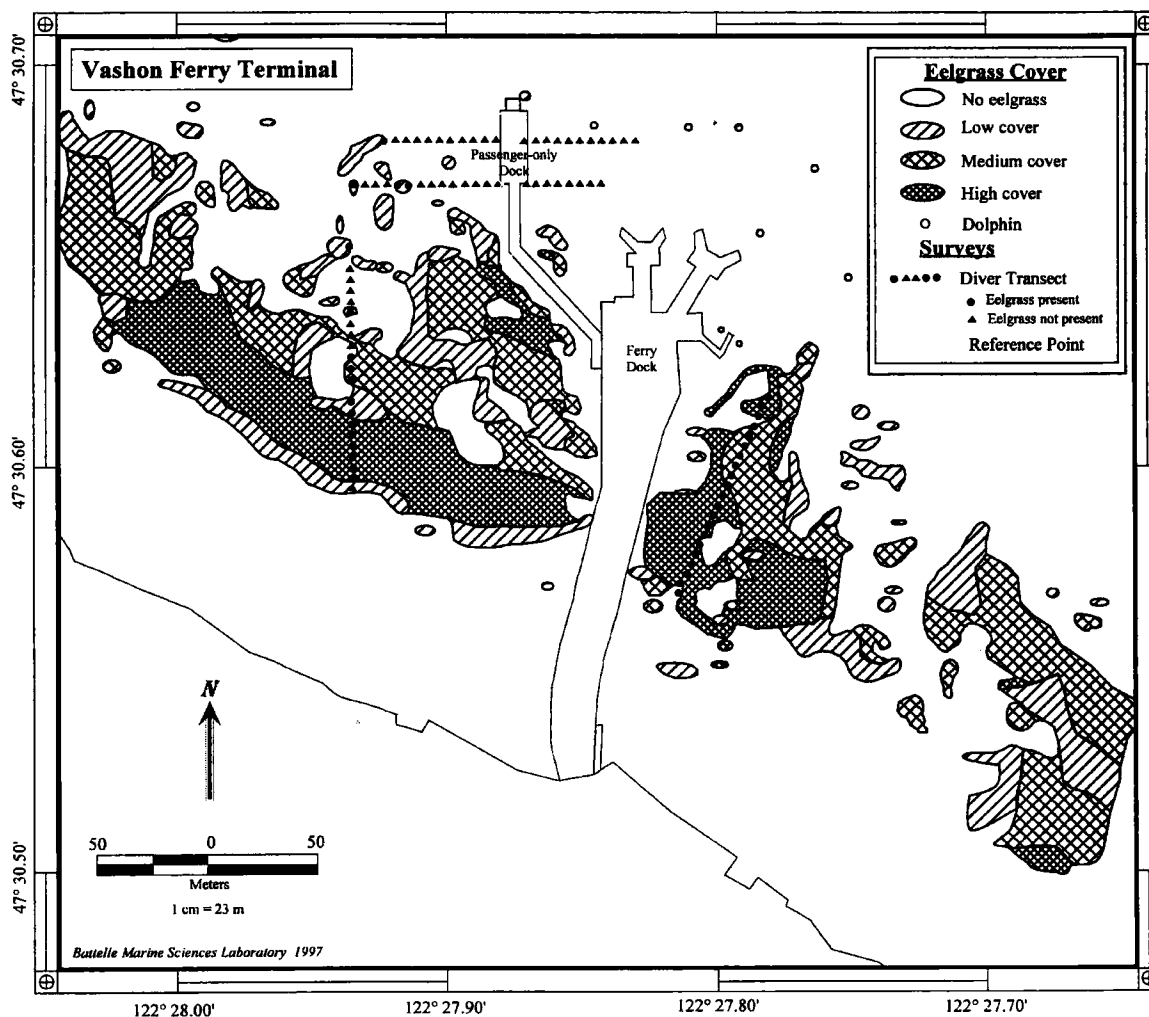 Vashon Ferry Terminal
Eelgrass Cover
No eelgrass
Low cover
Medium cover
High cover
Dolphin
Surveys
Diver Transect
Eelgrass present
Eelgrass not present
Reference Point
Passenger-only
Dock
Ferry
Dock
47° 30.70'
47° 30.60'
47° 30.50'
N
50 0 50
Meters
1 cm = 23 m
Battelle Marine Sciences Laboratory 1997
122° 28.00' 122° 27.90' 122° 27.80' 122° 27.70'